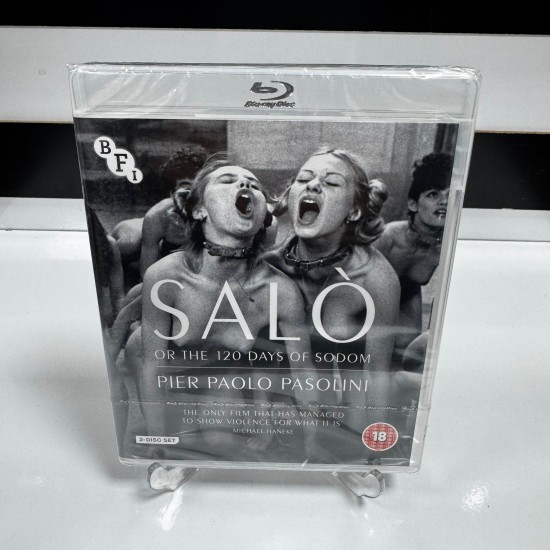 Blu-ray Disc
BFI
SALÒ
OR THE 120 DAYS OF SODOM
PIER PAOLO PASOLINI
'THE ONLY FILM THAT HAS MANAGED
TO SHOW VIOLENCE FOR WHAT IT IS'
MICHAEL HANEKE
2-DISC SET
18